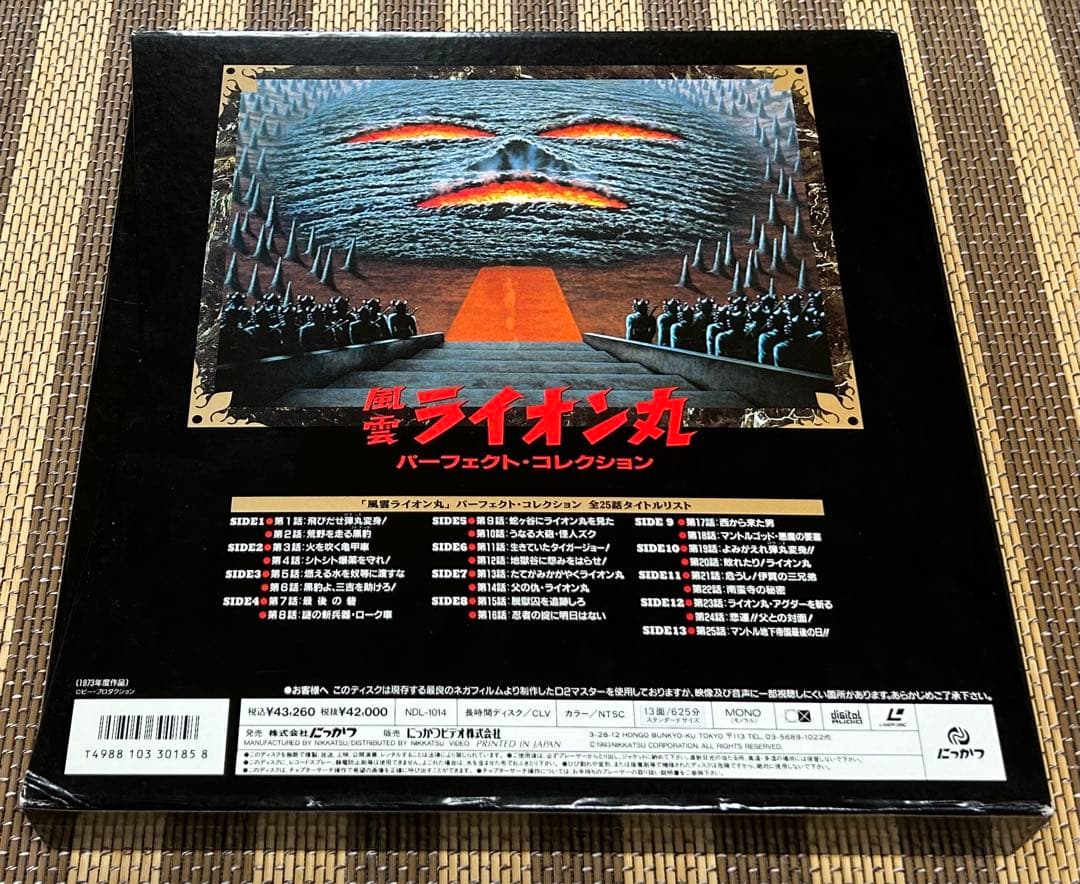 風雲 ライオン丸
パーフェクト・コレクション
「風雲ライオン丸」パーフェクト・コレクション 全25話タイトルリスト
SIDE1●第1話:飛びだせ弾丸変身!
●第2話:荒野を走る黒豹
SIDE2●第3話:火を吹く亀甲車
●第4話:シトシト爆薬を守れ!
SIDE3●第5話:燃える水を奴等に渡すな
●第6話:黒豹よ、三吉を助けろ!
SIDE4●第7話:最後の砦
●第8話:謎の新兵器・ローク車
SIDE5●第9話:蛇ヶ谷にライオン丸を見た
●第10話:うなる大砲・怪人ズク
SIDE6●第11話:生きていたタイガージョー!
●第12話:地獄谷に恨みをはらせ!
SIDE7●第13話:たてがみかがやくライオン丸
●第14話:父の仇・ライオン丸
SIDE8●第15話:脱獄囚を追跡しろ
●第16話:忍者の掟に明日はない
SIDE 9●第17話:西から来た男
●第18話:マントルゴッド・悪魔の要塞
SIDE10●第19話:よみがえれ弾丸変身!!
●第20話:敗れたり!ライオン丸
SIDE11●第21話:危うし!伊賀の三兄弟
●第22話:南蛮寺の秘密
SIDE12●第23話:ライオン丸・アグダーを斬る
●第24話:悲運!!父との対面!
SIDE13●第25話:マントル地下帝国最後の日!!
(1973年度作品)
©ピー・プロダクション
●お客様へ このディスクは現存する最良のネガフィルムより制作したD2マスターを使用しておりますが、映像及び音声に一部視聴しにくい箇所があります。あらかじめご了承下さい。
税込¥43,260 税抜¥42,000 NDL-1014 長時間ディスク/CLV カラー/NTSC 13面/625分 スタンダードサイズ MONO (モノラル) digital AUDIO LASER DISC
発売 株式会社にっかつ 販売 にっかつビデオ株式会社 3-28-12 HONGO BUNKYO-KU TOKYO 〒113 TEL 03-5689-1022代
MANUFACTURED BY NIKKATSU/DISTRIBUTED BY NIKKATSU VIDEO PRINTED IN JAPAN ©1993 NIKKATSU CORPORATION. ALL RIGHTS RESERVED.
T4988 103 30185 8
にっかつ